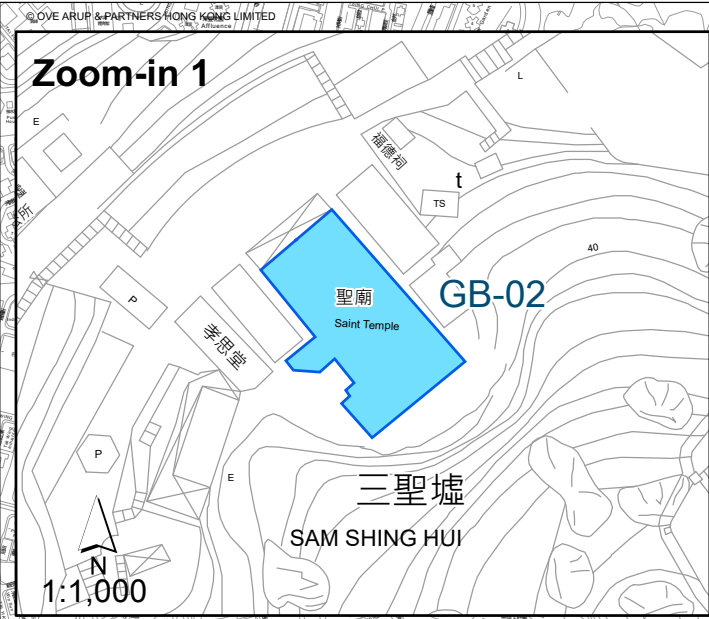 © OVE ARUP & PARTNERS HONG KONG LIMITED
Affluence
Zoom-in 1
L
E
福德祠
t
TS
40
聖廟
Saint Temple
GB-02
P
孝思堂
P
E
三聖墟
SAM SHING HUI
N
1:1,000